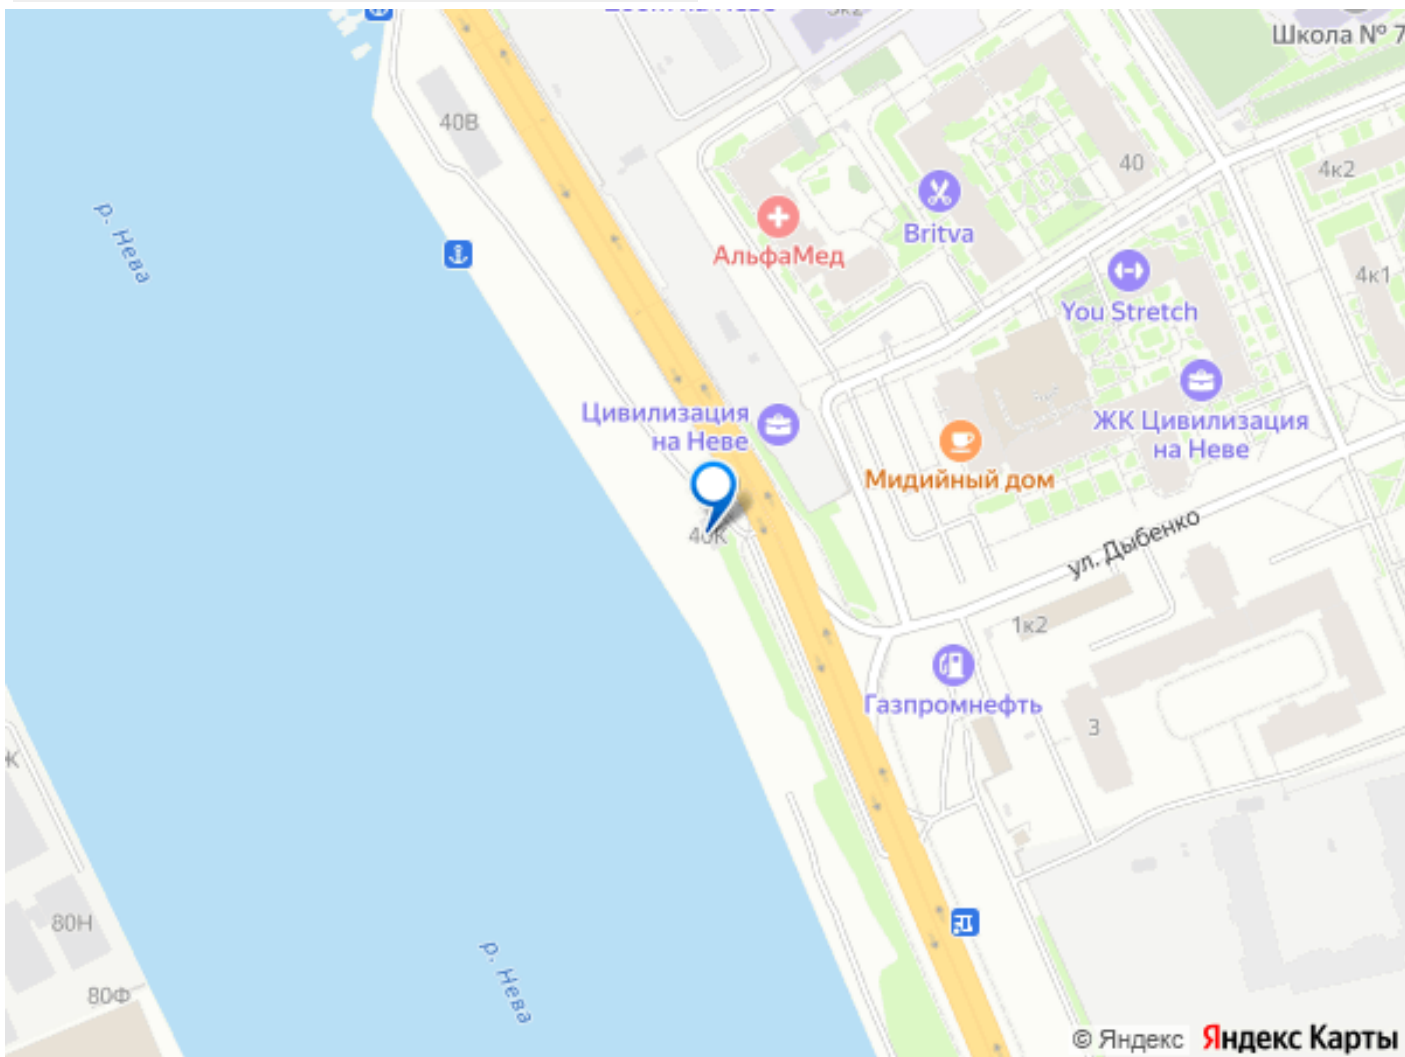 Школа № 7
40В
40
4к2
р. Нева
Britva
АльфаМед
4к1
You Stretch
Цивилизация
на Неве
ЖК Цивилизация
на Неве
Мидийный дом
40К
ул. Дыбенко
1к2
Газпромнефть
3
К
80Н
р. Нева
80Ф
© Яндекс Яндекс Карты